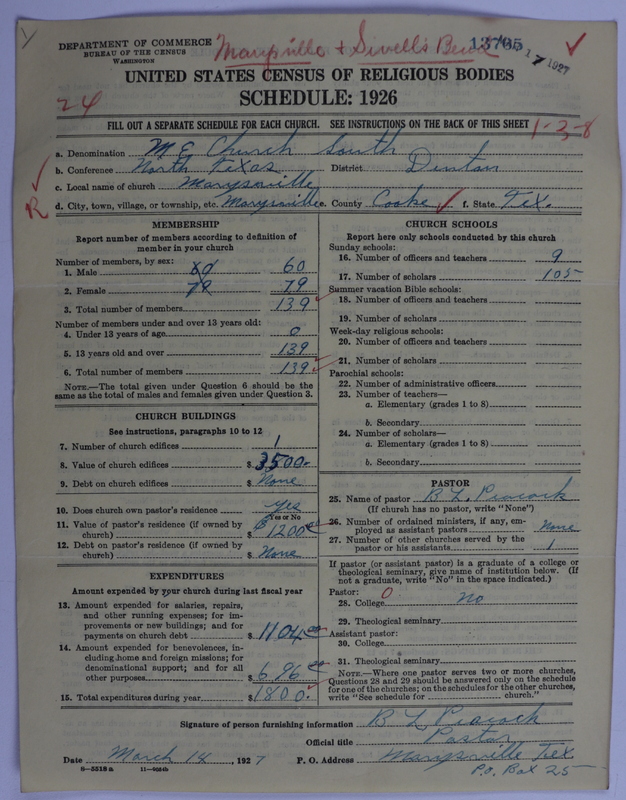 DEPARTMENT OF COMMERCE
BUREAU OF THE CENSUS
WASHINGTON
Marysville + Sivell's Bend
13705
17 1927
UNITED STATES CENSUS OF RELIGIOUS BODIES
SCHEDULE: 1926
24
FILL OUT A SEPARATE SCHEDULE FOR EACH CHURCH. SEE INSTRUCTIONS ON THE BACK OF THIS SHEET
1-3-8
a. Denomination M E Church South
b. Conference North Texas District Denton
c. Local name of church Marysville
d. City, town, village, or township, etc. Marysville e. County Cooke f. State Tex.
R
MEMBERSHIP
Report number of members according to definition of member in your church
Number of members, by sex:
1. Male 60
2. Female 79 79
3. Total number of members 139
Number of members under and over 13 years old:
4. Under 13 years of age 0
5. 13 years old and over 139
6. Total number of members 139
NOTE.—The total given under Question 6 should be the
same as the total of males and females given under Question 3.
CHURCH BUILDINGS
See instructions, paragraphs 10 to 12
7. Number of church edifices 1
8. Value of church edifices $ 3500.
9. Debt on church edifices $ None
10. Does church own pastor's residence Yes
Yes or No
11. Value of pastor's residence (if owned by
church) $ 1200 00
12. Debt on pastor's residence (if owned by
church) $ None
EXPENDITURES
Amount expended by your church during last fiscal year
13. Amount expended for salaries, repairs,
and other running expenses; for im-
provements or new buildings; and for
payments on church debt $ 1104 00
14. Amount expended for benevolences, in-
cluding home and foreign missions; for
denominational support; and for all
other purposes $ 696 00
15. Total expenditures during year $ 1800.
CHURCH SCHOOLS
Report here only schools conducted by this church
Sunday schools:
16. Number of officers and teachers 9
17. Number of scholars 105
Summer vacation Bible schools:
18. Number of officers and teachers
19. Number of scholars
Week-day religious schools:
20. Number of officers and teachers
21. Number of scholars
Parochial schools:
22. Number of administrative officers
23. Number of teachers—
a. Elementary (grades 1 to 8)
b. Secondary
24. Number of scholars—
a. Elementary (grades 1 to 8)
b. Secondary
PASTOR
25. Name of pastor B L. Peacock
(If church has no pastor, write "None")
26. Number of ordained ministers, if any, em-
ployed as assistant pastors None
27. Number of other churches served by the
pastor or his assistants 1
If pastor (or assistant pastor) is a graduate of a college or
theological seminary, give name of institution below. (If
not a graduate, write "No" in the space indicated.)
Pastor: 0
28. College No
29. Theological seminary
Assistant pastor:
30. College
31. Theological seminary
NOTE.—Where one pastor serves two or more churches,
Questions 28 and 29 should be answered only on the schedule
for one of the churches; on the schedules for the other churches,
write "See schedule for church."
Signature of person furnishing information B L Peacock
Official title Pastor
Date March 14, 1927 P. O. Address Marysville Tex
P.O. Box 25